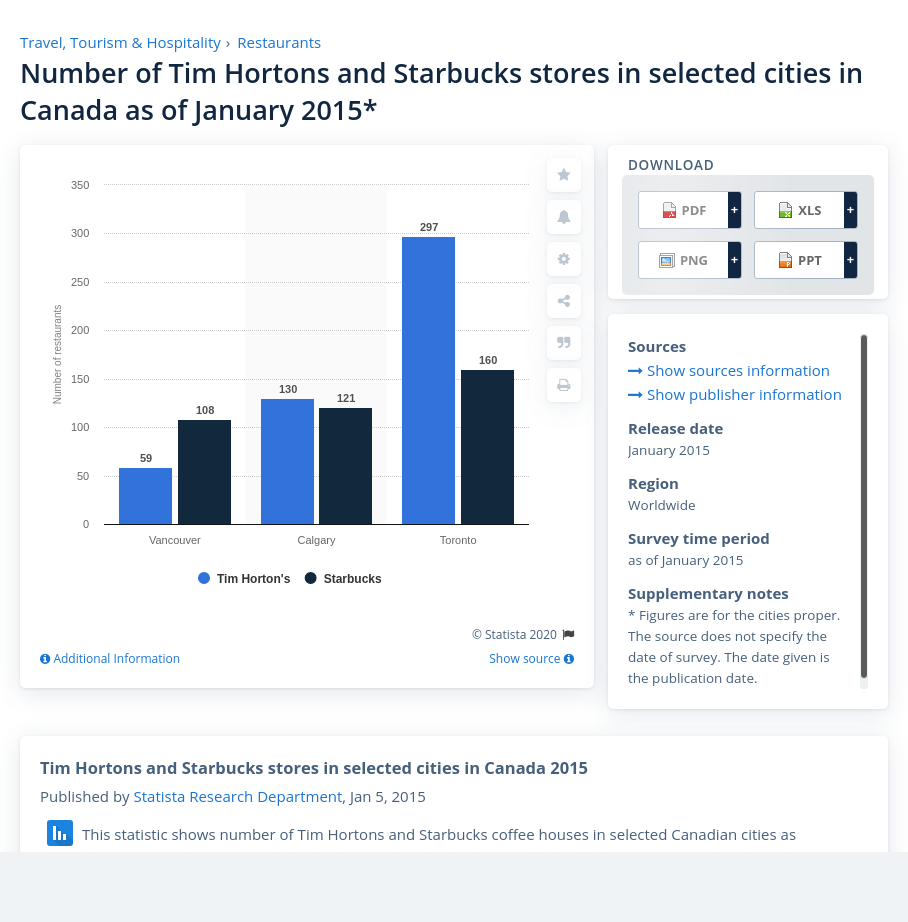 Travel, Tourism & Hospitality › Restaurants
Number of Tim Hortons and Starbucks stores in selected cities in
Canada as of January 2015*
350
300
250
200
150
100
50
0
Number of restaurants
59
108
130
121
297
160
Vancouver
Calgary
Toronto
Tim Horton's
Starbucks
© Statista 2020
Additional Information
Show source
DOWNLOAD
PDF +
XLS +
PNG +
PPT +
Sources
Show sources information
Show publisher information
Release date
January 2015
Region
Worldwide
Survey time period
as of January 2015
Supplementary notes
* Figures are for the cities proper.
The source does not specify the
date of survey. The date given is
the publication date.
Tim Hortons and Starbucks stores in selected cities in Canada 2015
Published by Statista Research Department, Jan 5, 2015
This statistic shows number of Tim Hortons and Starbucks coffee houses in selected Canadian cities as